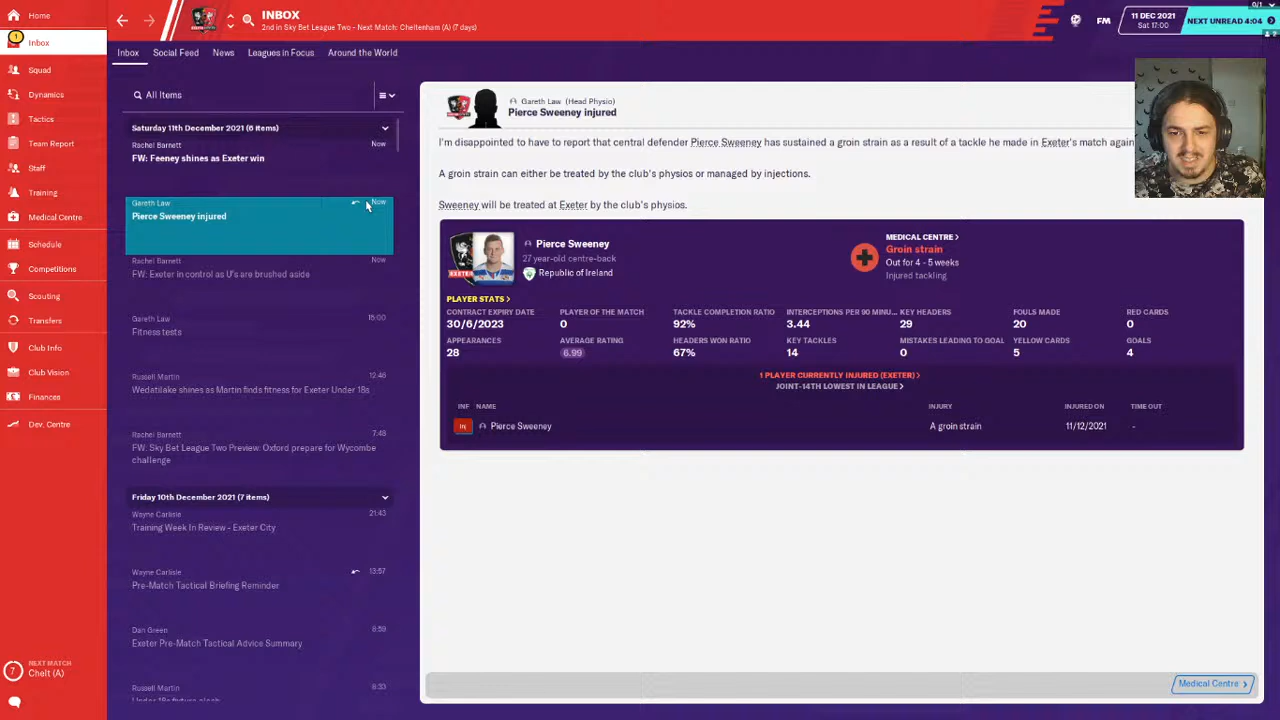 Home
1
Inbox
Squad
Dynamics
Tactics
Team Report
Staff
Training
Medical Centre
Schedule
Competitions
Scouting
Transfers
Club Info
Club Vision
Finances
Dev. Centre
7
NEXT MATCH
Chelt (A)
INBOX
2nd in Sky Bet League Two - Next Match: Cheltenham (A) (7 days)
FM
11 DEC 2021
Sat 17:00
NEXT UNREAD 4:04
0/1
2
Inbox
Social Feed
News
Leagues in Focus
Around the World
All Items
Saturday 11th December 2021 (6 items)
Rachel Barnett
Now
FW: Feeney shines as Exeter win
Gareth Law
Now
Pierce Sweeney injured
Rachel Barnett
Now
FW: Exeter in control as U's are brushed aside
Gareth Law
15:00
Fitness tests
Russell Martin
12:46
Wedatilake shines as Martin finds fitness for Exeter Under 18s
Rachel Barnett
7:48
FW: Sky Bet League Two Preview: Oxford prepare for Wycombe
challenge
Friday 10th December 2021 (7 items)
Wayne Carlisle
21:43
Training Week In Review - Exeter City
Wayne Carlisle
13:57
Pre-Match Tactical Briefing Reminder
Dan Green
8:59
Exeter Pre-Match Tactical Advice Summary
Russell Martin
8:33
Under 18s fixture clash
Gareth Law (Head Physio)
Pierce Sweeney injured
I'm disappointed to have to report that central defender Pierce Sweeney has sustained a groin strain as a result of a tackle he made in Exeter's match again
A groin strain can either be treated by the club's physios or managed by injections.
Sweeney will be treated at Exeter by the club's physios.
EXETER
Pierce Sweeney
27 year-old centre-back
Republic of Ireland
MEDICAL CENTRE >
Groin strain
Out for 4 - 5 weeks
Injured tackling
PLAYER STATS >
CONTRACT EXPIRY DATE
30/6/2023
PLAYER OF THE MATCH
0
TACKLE COMPLETION RATIO
92%
INTERCEPTIONS PER 90 MINU...
3.44
KEY HEADERS
29
FOULS MADE
20
RED CARDS
0
APPEARANCES
28
AVERAGE RATING
6.99
HEADERS WON RATIO
67%
KEY TACKLES
14
MISTAKES LEADING TO GOAL
0
YELLOW CARDS
5
GOALS
4
1 PLAYER CURRENTLY INJURED (EXETER) >
JOINT-14TH LOWEST IN LEAGUE >
INF NAME INJURY INJURED ON TIME OUT
Inj Pierce Sweeney A groin strain 11/12/2021 -
Medical Centre >